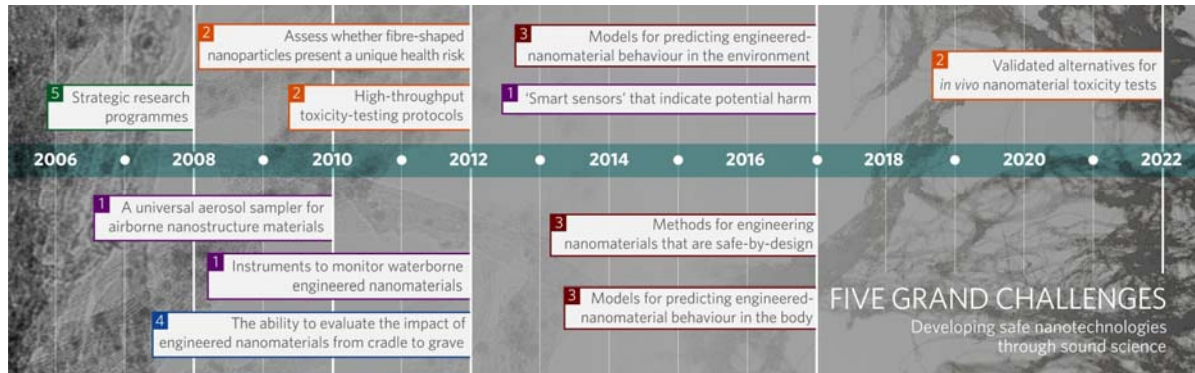 2
Assess whether fibre-shaped
nanoparticles present a unique health risk
3
Models for predicting engineered-
nanomaterial behaviour in the environment
2
Validated alternatives for
in vivo nanomaterial toxicity tests
5
Strategic research
programmes
2
High-throughput
toxicity-testing protocols
1
'Smart sensors' that indicate potential harm
2006 2008 2010 2012 2014 2016 2018 2020 2022
1
A universal aerosol sampler for
airborne nanostructure materials
3
Methods for engineering
nanomaterials that are safe-by-design
1
Instruments to monitor waterborne
engineered nanomaterials
3
Models for predicting engineered-
nanomaterial behaviour in the body
4
The ability to evaluate the impact of
engineered nanomaterials from cradle to grave
FIVE GRAND CHALLENGES
Developing safe nanotechnologies
through sound science